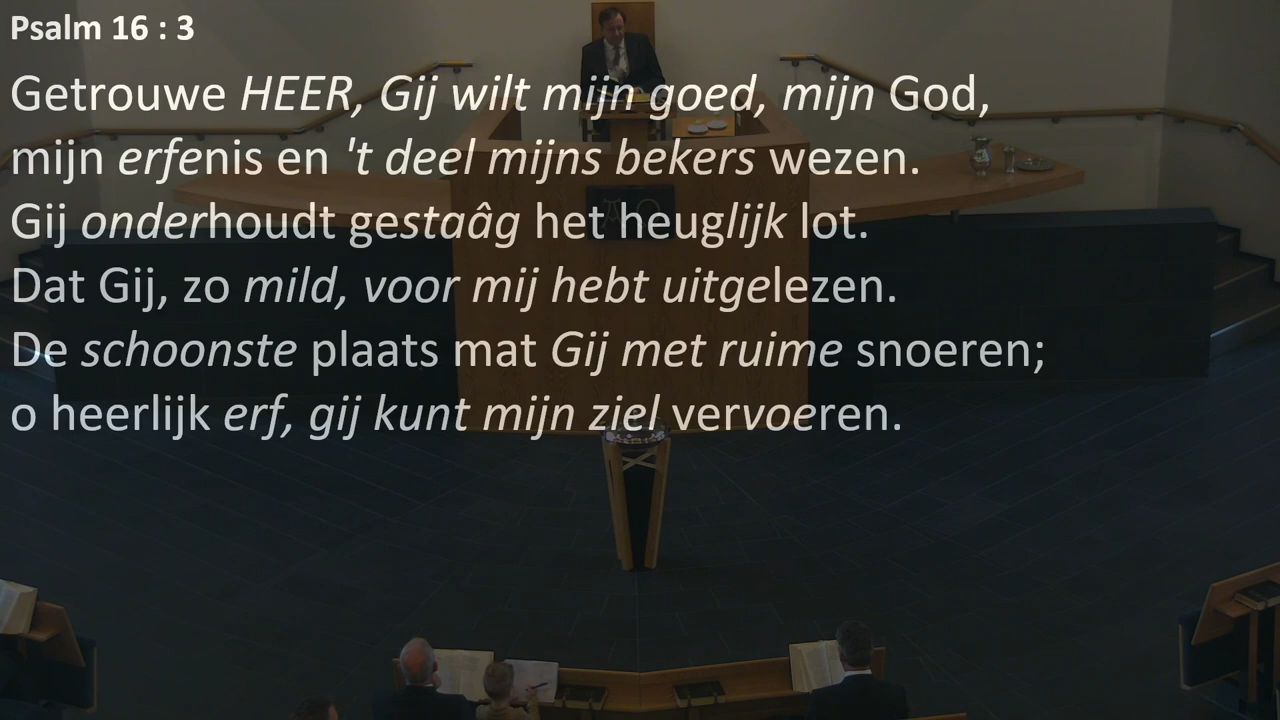 Psalm 16 : 3
Getrouwe HEER, Gij wilt mijn goed, mijn God,
mijn erfenis en 't deel mijns bekers wezen.
Gij onderhoudt gestaâg het heuglijk lot.
Dat Gij, zo mild, voor mij hebt uitgelezen.
De schoonste plaats mat Gij met ruime snoeren;
o heerlijk erf, gij kunt mijn ziel vervoeren.